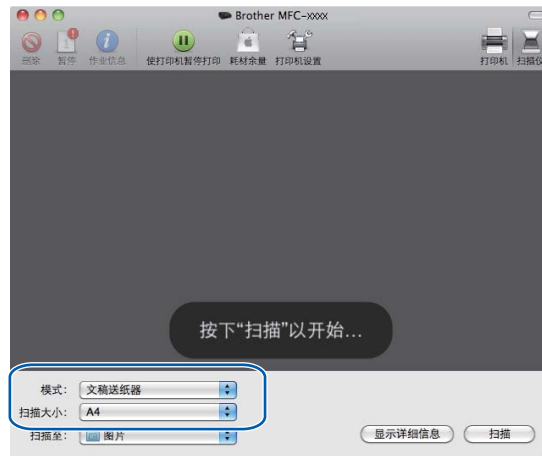 Brother MFC-XXXX
删除 暂停 作业信息 使打印机暂停打印 耗材余量 打印机设置 打印机 扫描仪
按下“扫描”以开始...
模式： 文稿送纸器
扫描大小： A4
扫描至： 图片 显示详细信息 扫描